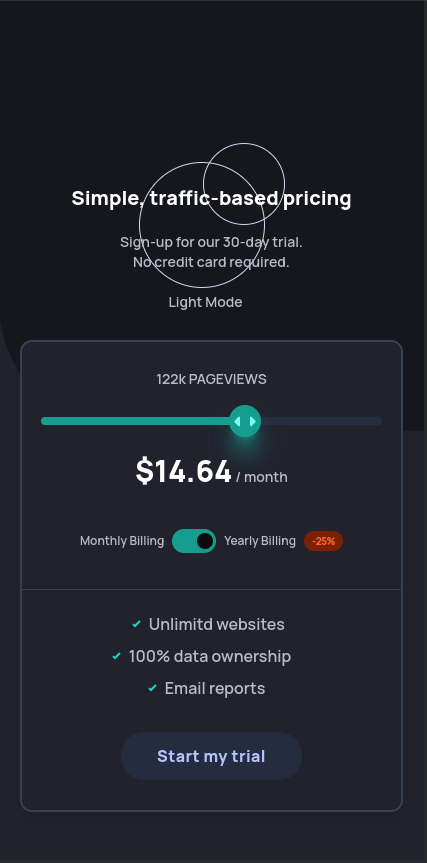 Simple, traffic-based pricing
Sign-up for our 30-day trial.
No credit card required.
Light Mode
122k PAGEVIEWS
$14.64 / month
Monthly Billing Yearly Billing -25%
Unlimitd websites
100% data ownership
Email reports
Start my trial